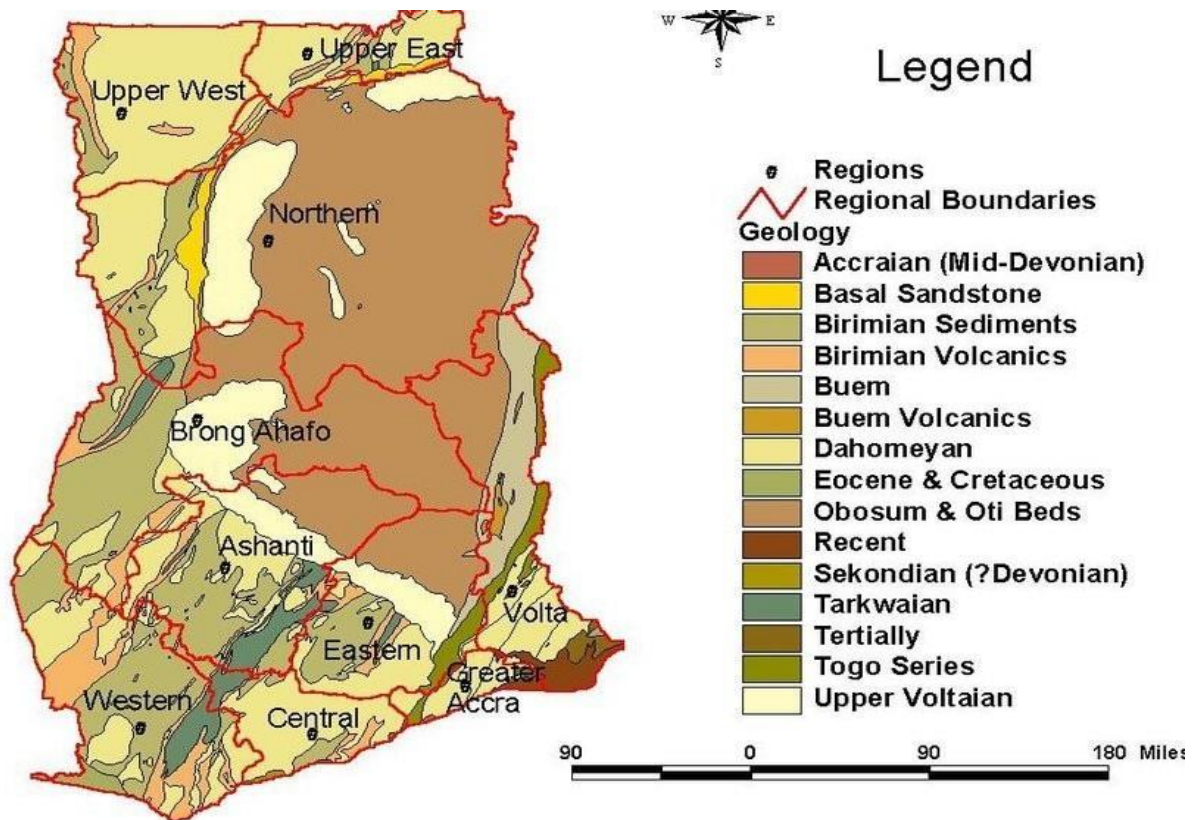 W E
S
Legend
Regions
Regional Boundaries
Geology
Accraian (Mid-Devonian)
Basal Sandstone
Birimian Sediments
Birimian Volcanics
Buem
Buem Volcanics
Dahomeyan
Eocene & Cretaceous
Obosum & Oti Beds
Recent
Sekondian (?Devonian)
Tarkwaian
Tertially
Togo Series
Upper Voltaian
Upper East
Upper West
Northern
Brong Ahafo
Ashanti
Volta
Eastern
Greater
Accra
Western
Central
90 0 90 180 Miles